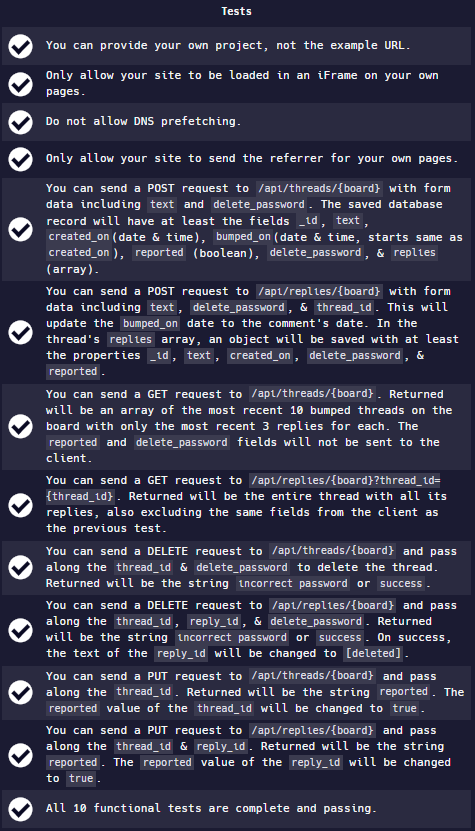 Tests
You can provide your own project, not the example URL.
Only allow your site to be loaded in an iFrame on your own
pages.
Do not allow DNS prefetching.
Only allow your site to send the referrer for your own pages.
You can send a POST request to /api/threads/{board} with form
data including text and delete_password. The saved database
record will have at least the fields _id, text,
created_on(date & time), bumped_on(date & time, starts same as
created_on), reported (boolean), delete_password, & replies
(array).
You can send a POST request to /api/replies/{board} with form
data including text, delete_password, & thread_id. This will
update the bumped_on date to the comment's date. In the
thread's replies array, an object will be saved with at least
the properties _id, text, created_on, delete_password, &
reported.
You can send a GET request to /api/threads/{board}. Returned
will be an array of the most recent 10 bumped threads on the
board with only the most recent 3 replies for each. The
reported and delete_password fields will not be sent to the
client.
You can send a GET request to /api/replies/{board}?thread_id=
{thread_id}. Returned will be the entire thread with all its
replies, also excluding the same fields from the client as
the previous test.
You can send a DELETE request to /api/threads/{board} and pass
along the thread_id & delete_password to delete the thread.
Returned will be the string incorrect password or success.
You can send a DELETE request to /api/replies/{board} and pass
along the thread_id, reply_id, & delete_password. Returned
will be the string incorrect password or success. On success,
the text of the reply_id will be changed to [deleted].
You can send a PUT request to /api/threads/{board} and pass
along the thread_id. Returned will be the string reported. The
reported value of the thread_id will be changed to true.
You can send a PUT request to /api/replies/{board} and pass
along the thread_id & reply_id. Returned will be the string
reported. The reported value of the reply_id will be changed
to true.
All 10 functional tests are complete and passing.